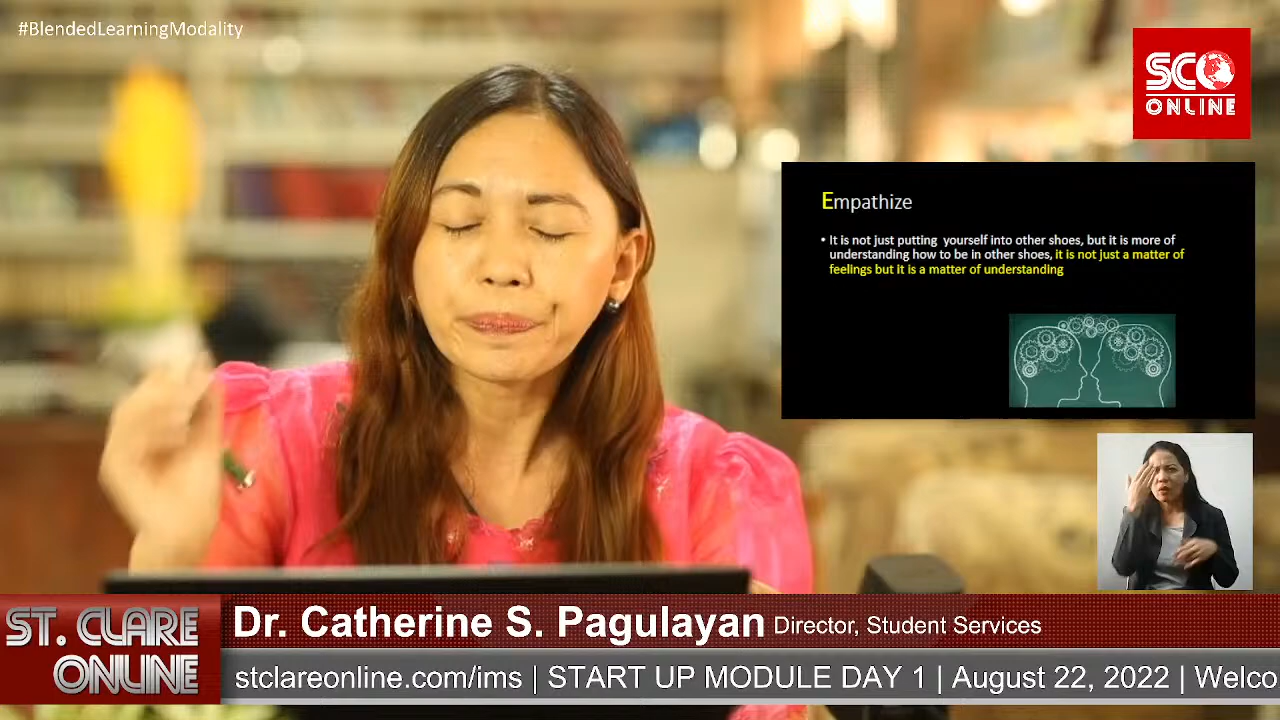 #BlendedLearningModality
SCO
ONLINE
Empathize
• It is not just putting yourself into other shoes, but it is more of
understanding how to be in other shoes, it is not just a matter of
feelings but it is a matter of understanding
ST. CLARE
ONLINE
Dr. Catherine S. Pagulayan Director, Student Services
stclareonline.com/ims | START UP MODULE DAY 1 | August 22, 2022 | Welco